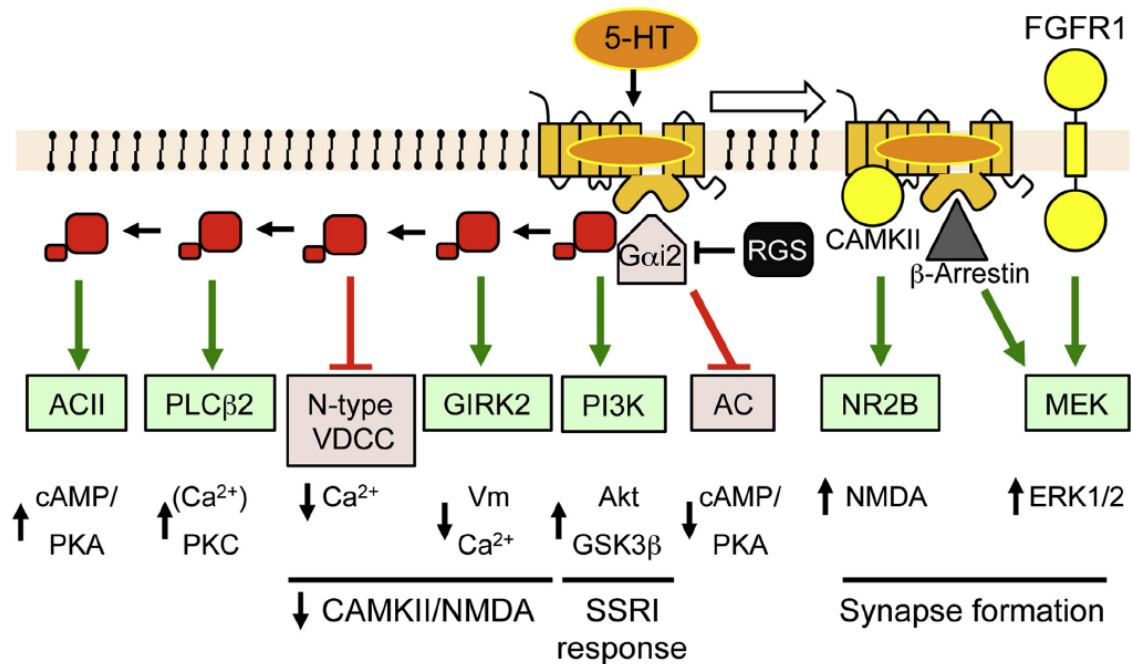 5-HT
FGFR1
Gαi2
RGS
CAMKII
β-Arrestin
ACII
PLCβ2
N-type
VDCC
GIRK2
PI3K
AC
NR2B
MEK
cAMP/
PKA
(Ca²⁺)
PKC
Ca²⁺
Vm
Ca²⁺
Akt
GSK3β
cAMP/
PKA
NMDA
ERK1/2
CAMKII/NMDA
SSRI
response
Synapse formation